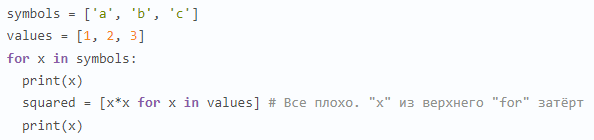 symbols = ['a', 'b', 'c']
values = [1, 2, 3]
for x in symbols:
  print(x)
  squared = [x*x for x in values] # Все плохо. "x" из верхнего "for" затёрт
  print(x)